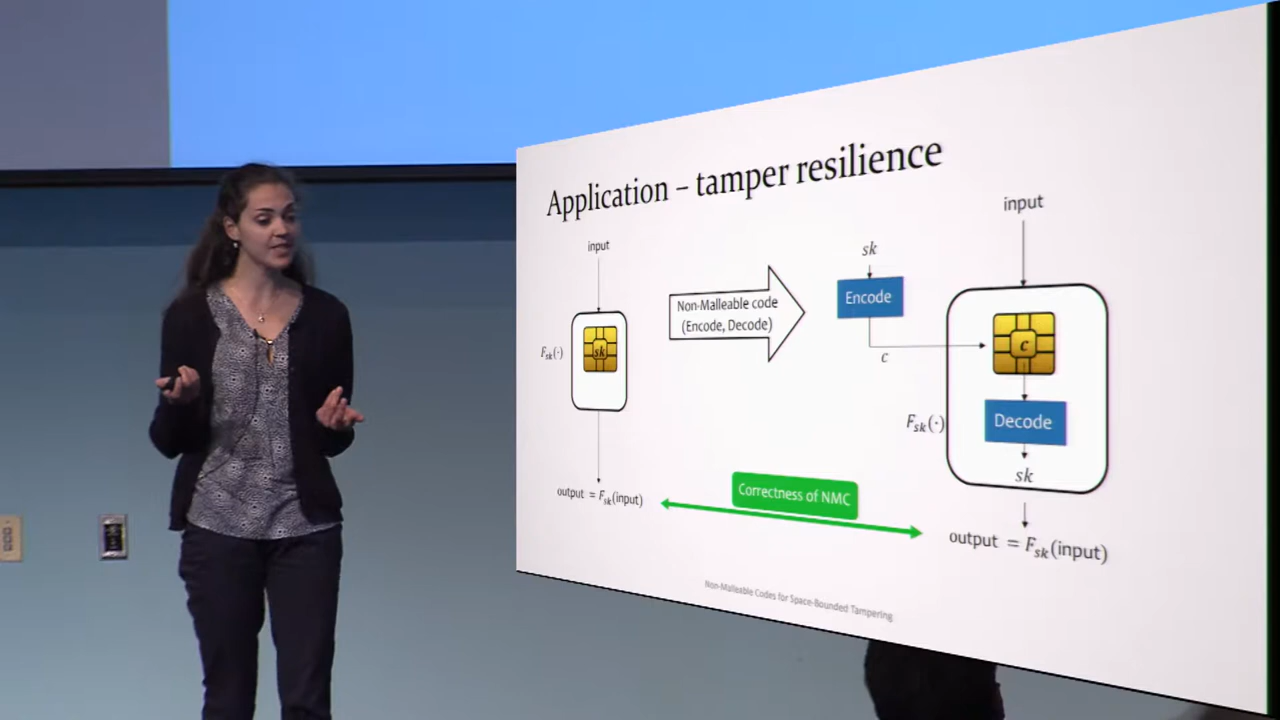 Application – tamper resilience
input
F_sk(·)
sk
output = F_sk(input)
Non-Malleable code
(Encode, Decode)
sk
Encode
c
input
c
Decode
F_sk(·)
sk
output = F_sk(input)
Correctness of NMC
Non-Malleable Codes for Space-Bounded Tampering